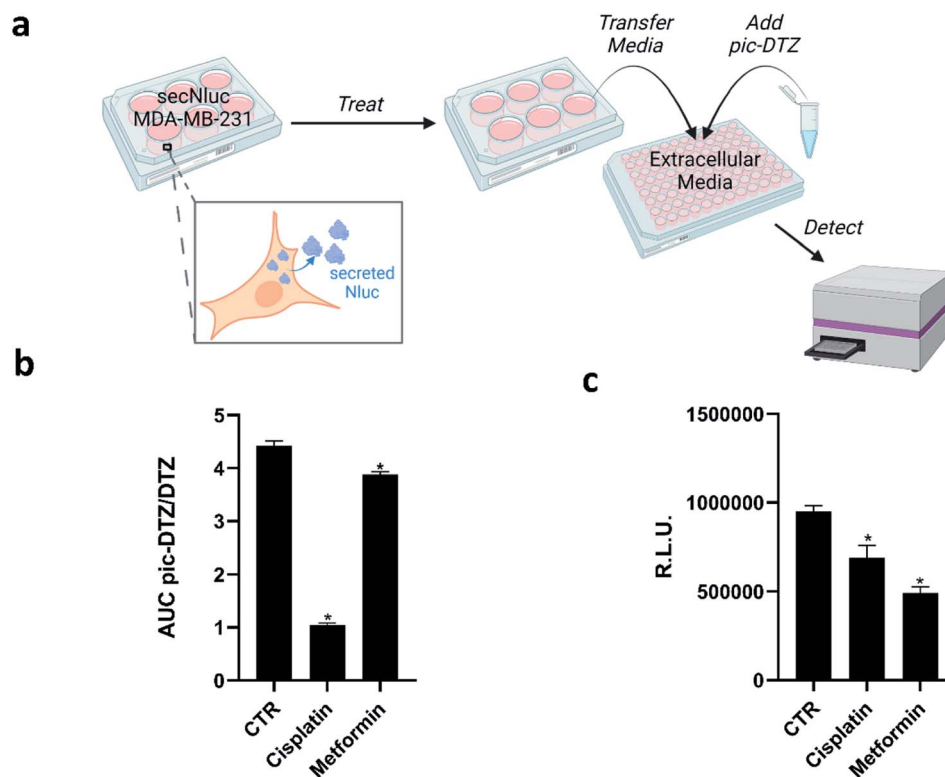 a
Transfer
Media
Add
pic-DTZ
secNluc
MDA-MB-231
Treat
Extracellular
Media
Detect
secreted
Nluc
b
AUC pic-DTZ/DTZ
5
4
3
2
1
0
*
*
CTR
Cisplatin
Metformin
c
R.L.U.
1500000
1000000
500000
0
*
*
CTR
Cisplatin
Metformin